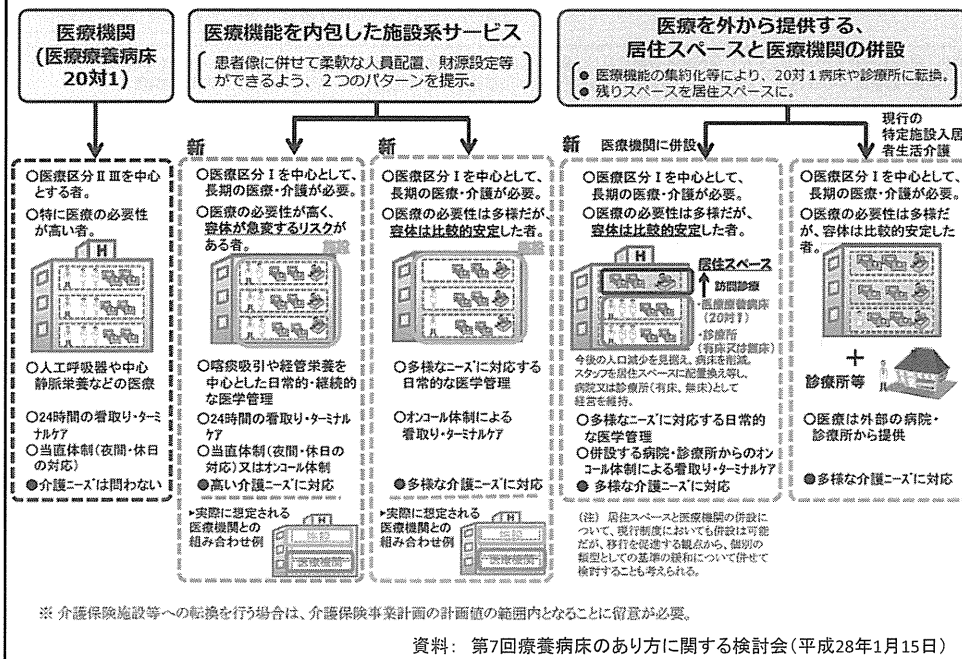 医療機関
(医療療養病床
20対1)
医療機能を内包した施設系サービス
患者像に併せて柔軟な人員配置、財源設定等
ができるよう、2つのパターンを提示。
医療を外から提供する、
居住スペースと医療機関の併設
● 医療機能の集約化等により、20対1病床や診療所に転換。
● 残りスペースを居住スペースに。
○医療区分ⅡⅢを中心
とする者。
○特に医療の必要性
が高い者。
H
○人工呼吸器や中心
静脈栄養などの医療
○24時間の看取り・ターミ
ナルケア
○当直体制(夜間・休日
の対応)
●介護ニーズは問わない
新
○医療区分Ⅰを中心として、
長期の医療・介護が必要。
○医療の必要性が高く、
容体が急変するリスクが
ある者。
施設
○喀痰吸引や経管栄養を
中心とした日常的・継続的
な医学管理
○24時間の看取り・ターミナル
ケア
○当直体制(夜間・休日の
対応)又はオンコール体制
●高い介護ニーズに対応
▶実際に想定される
医療機関との
組み合わせ例
H
施設
医療機関
新
○医療区分Ⅰを中心として、
長期の医療・介護が必要。
○医療の必要性は多様だが、
容体は比較的安定した者。
施設
○多様なニーズに対応する
日常的な医学管理
○オンコール体制による
看取り・ターミナルケア
●多様な介護ニーズに対応
▶実際に想定される
医療機関との
組み合わせ例
H
施設
医療機関
新
医療機関に併設
○医療区分Ⅰを中心として、
長期の医療・介護が必要。
○医療の必要性は多様だが、
容体は比較的安定した者。
H
居住スペース
訪問診療
・医療療養病床
(20対1)
・診療所
(有床又は無床)
今後の人口減少を見据え、病床を削減。
スタッフを居住スペースに配置換え等し、
病院又は診療所(有床、無床)として
経営を維持。
○多様なニーズに対応する日常的
な医学管理
○併設する病院・診療所からのオン
コール体制による看取り・ターミナルケア
● 多様な介護ニーズに対応
(注) 居住スペースと医療機関の併設に
ついて、現行制度においても併設は可能
だが、移行を促進する観点から、個別の
類型としての基準の緩和について併せて
検討することも考えられる。
現行の
特定施設入居
者生活介護
○医療区分Ⅰを中心として、
長期の医療・介護が必要。
○医療の必要性は多様だ
が、容体は比較的安定した
者。
+
診療所等
○医療は外部の病院・
診療所から提供
●多様な介護ニーズに対応
※ 介護保険施設等への転換を行う場合は、介護保険事業計画の計画値の範囲内となることに留意が必要。
資料: 第7回療養病床のあり方に関する検討会(平成28年1月15日)